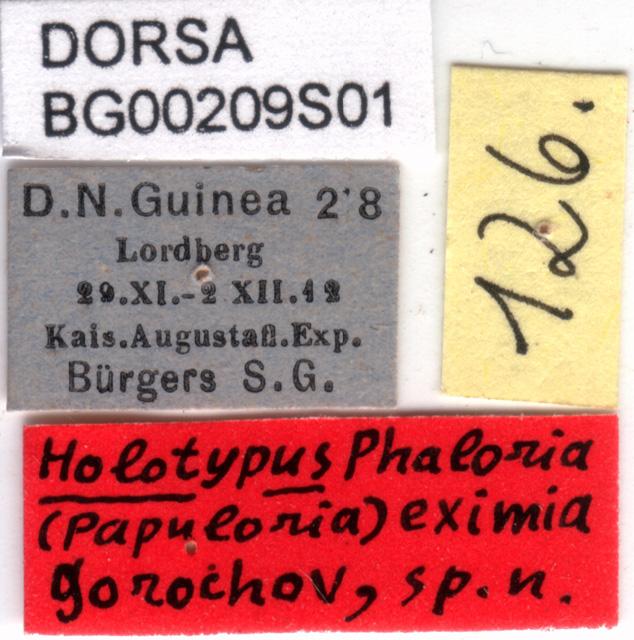 DORSA
BG00209S01
126.
D.N.Guinea 2'8
Lordberg
29.XI.-2 XII.12
Kais.Augustafl.Exp.
Bürgers S.G.
Holotypus Phaloria
(Papuloria) eximia
Gorochov, sp.n.